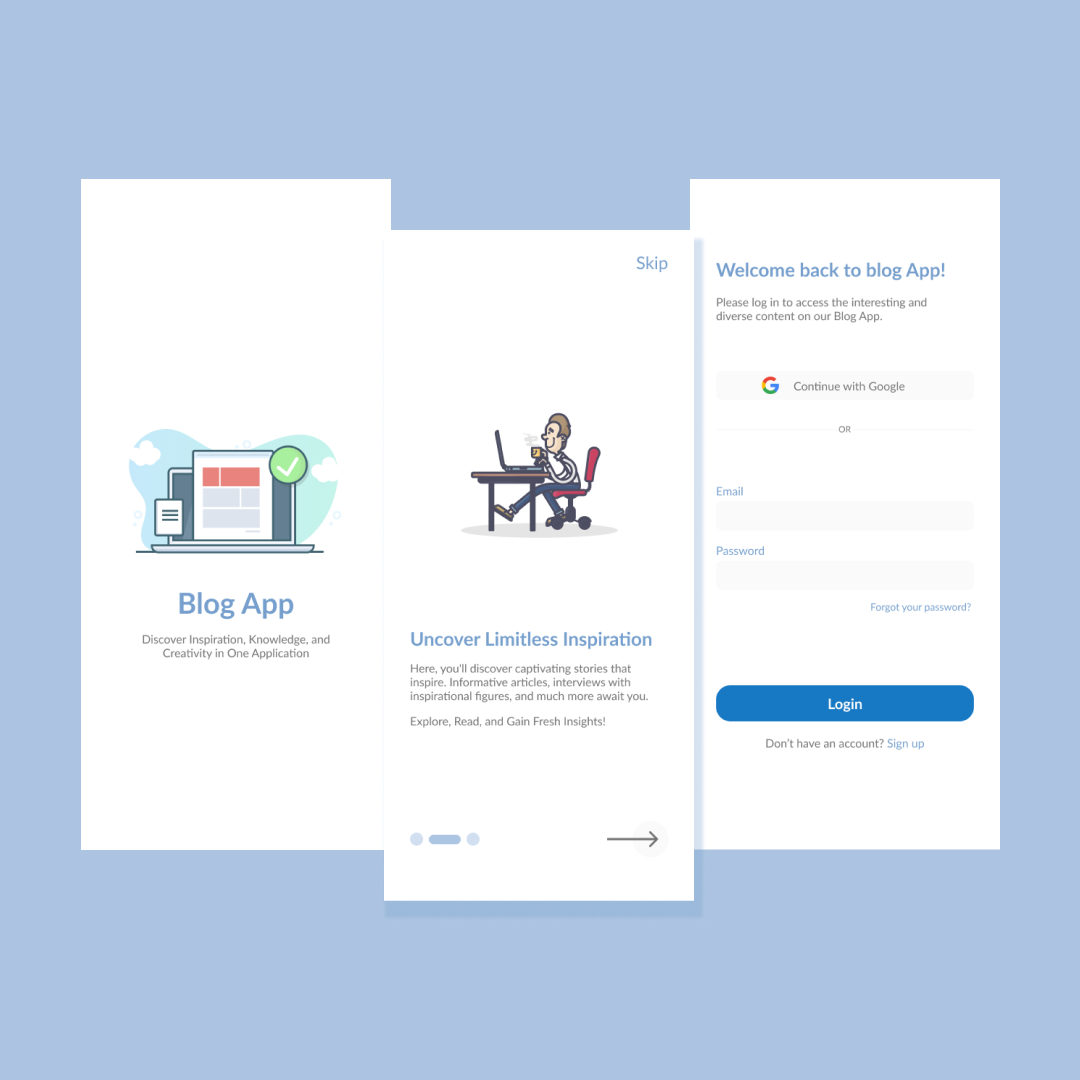 Blog App
Discover Inspiration, Knowledge, and
Creativity in One Application
Skip
Uncover Limitless Inspiration
Here, you'll discover captivating stories that
inspire. Informative articles, interviews with
inspirational figures, and much more await you.
Explore, Read, and Gain Fresh Insights!
Welcome back to blog App!
Please log in to access the interesting and
diverse content on our Blog App.
Continue with Google
OR
Email
Password
Forgot your password?
Login
Don't have an account? Sign up